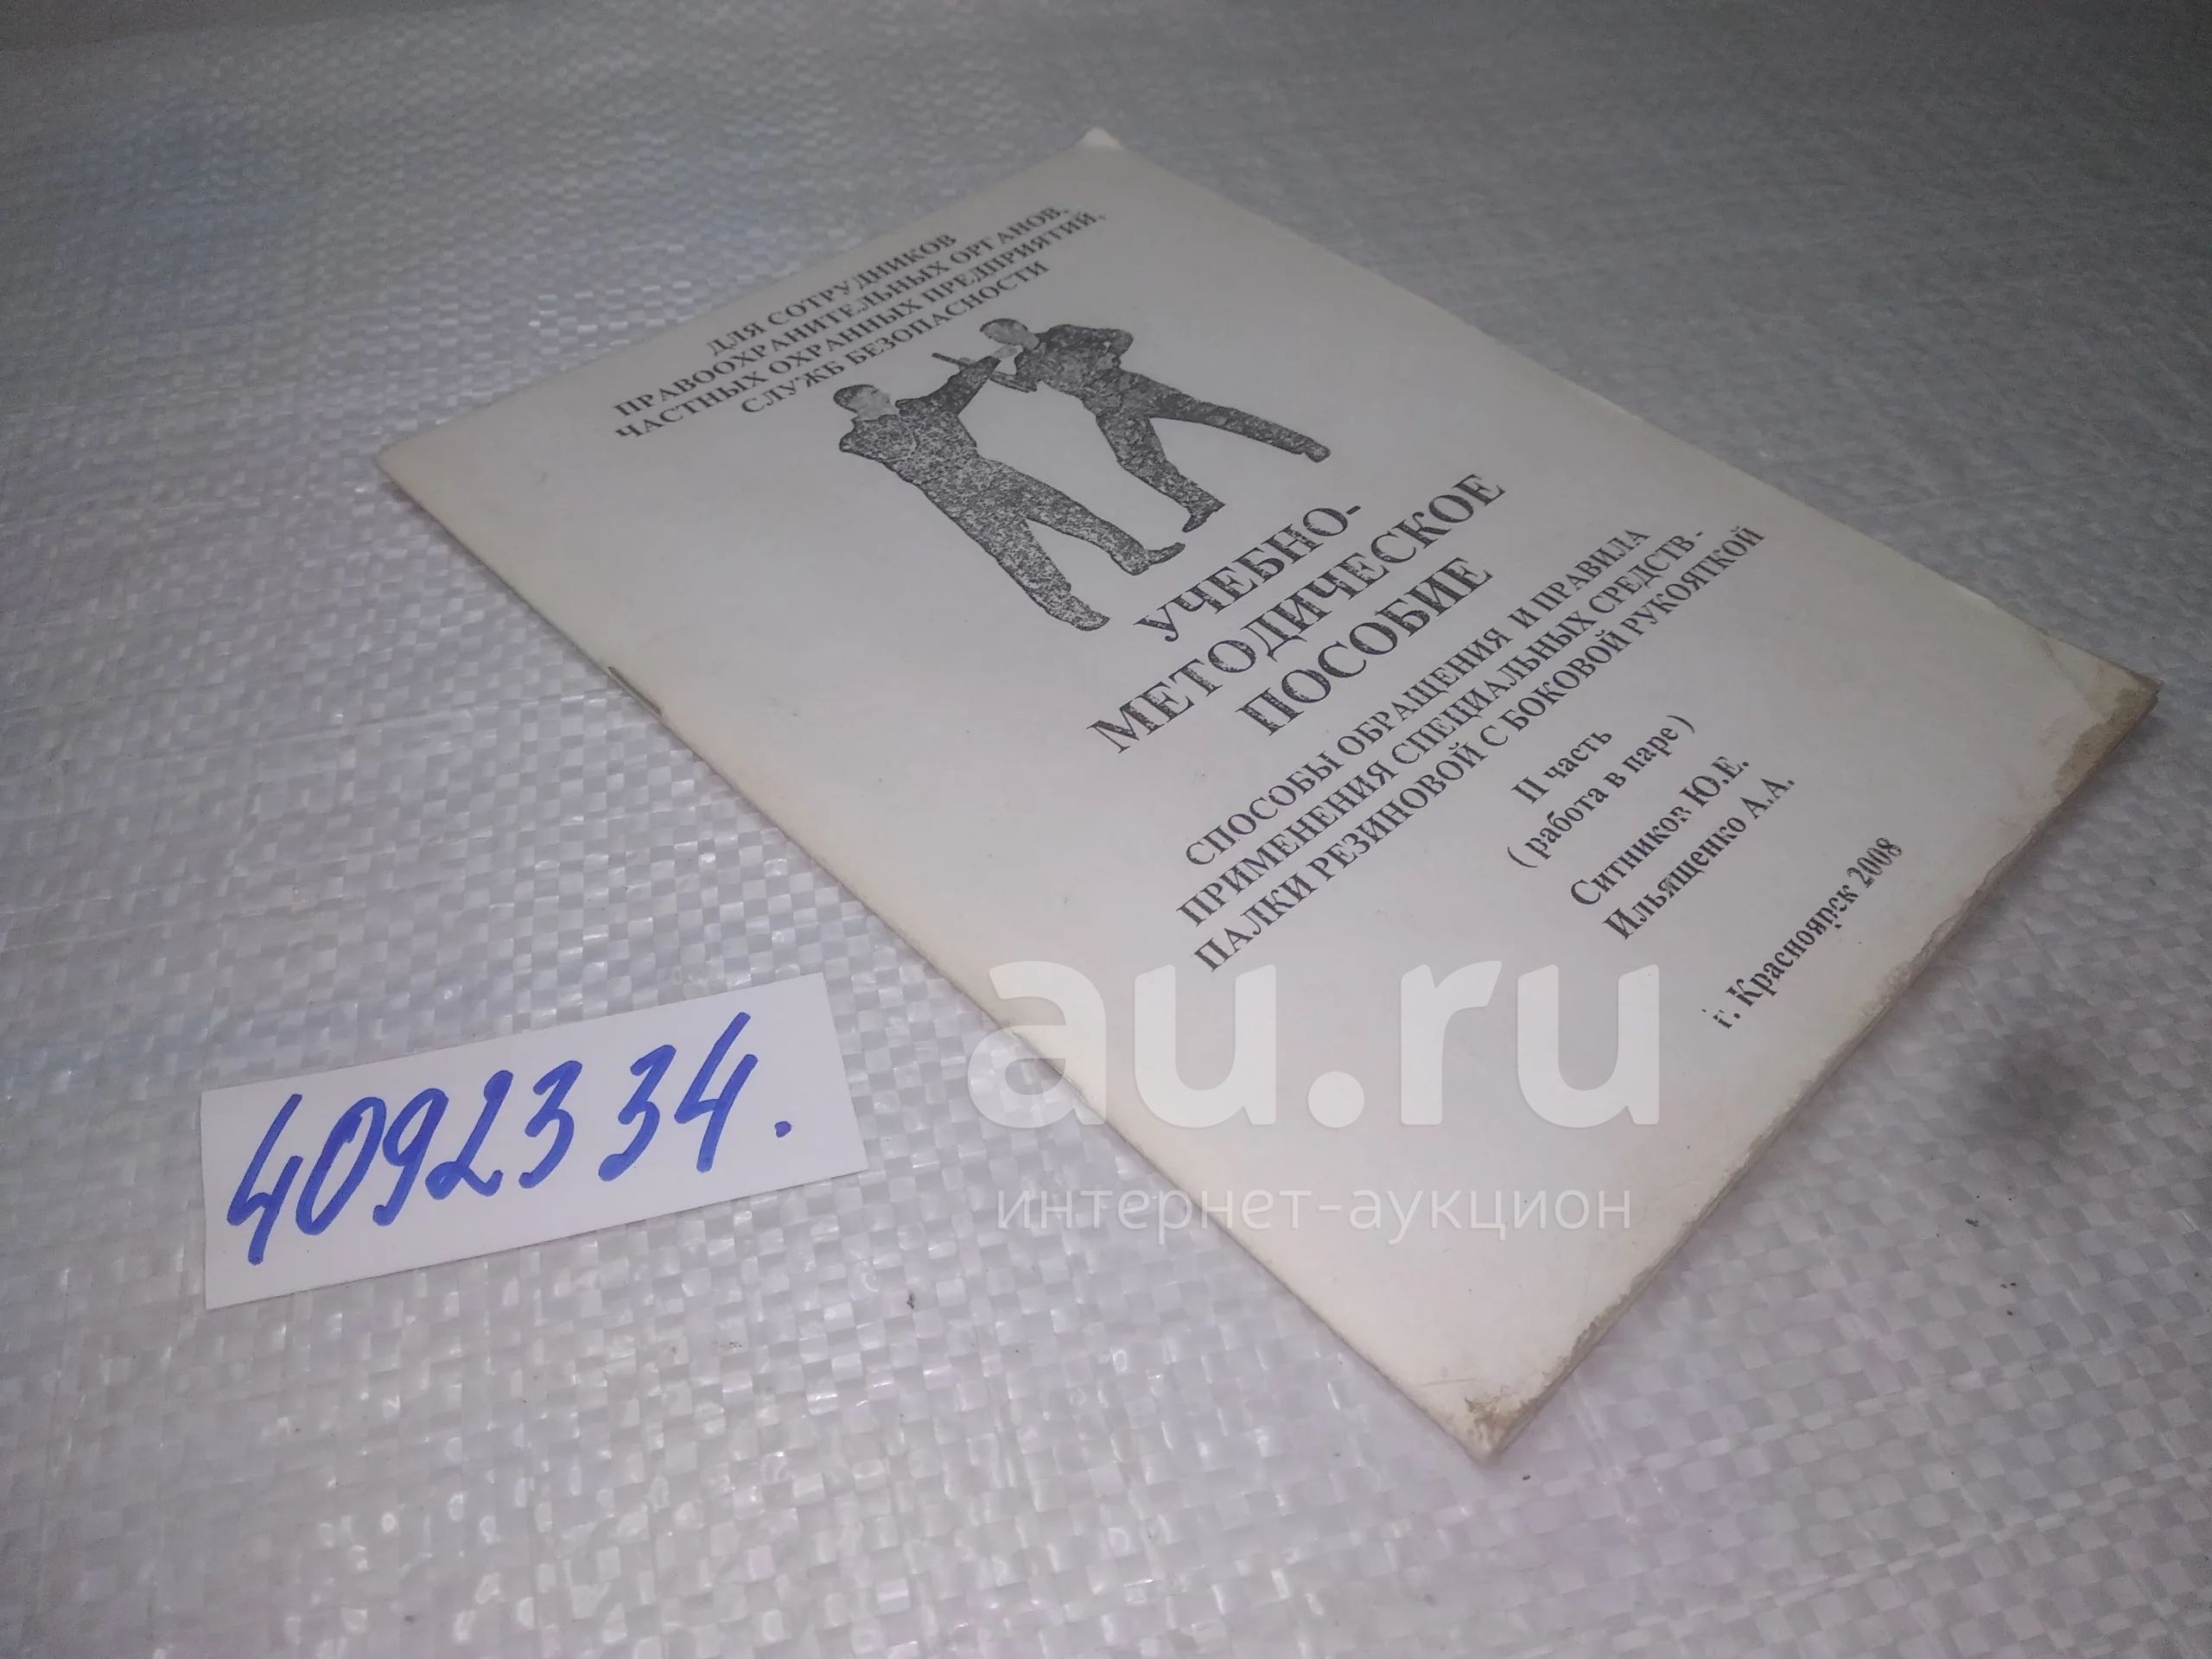 ДЛЯ СОТРУДНИКОВ
ПРАВООХРАНИТЕЛЬНЫХ ОРГАНОВ,
ЧАСТНЫХ ОХРАННЫХ ПРЕДПРИЯТИЙ,
СЛУЖБ БЕЗОПАСНОСТИ
УЧЕБНО-
МЕТОДИЧЕСКОЕ
ПОСОБИЕ
СПОСОБЫ ОБРАЩЕНИЯ И ПРАВИЛА
ПРИМЕНЕНИЯ СПЕЦИАЛЬНЫХ СРЕДСТВ -
ПАЛКИ РЕЗИНОВОЙ С БОКОВОЙ РУКОЯТКОЙ
II часть
( работа в паре )
Ситников Ю.Е.
Ильященко А.А.
г. Красноярск 2008
4092334.
au.ru
интернет-аукцион